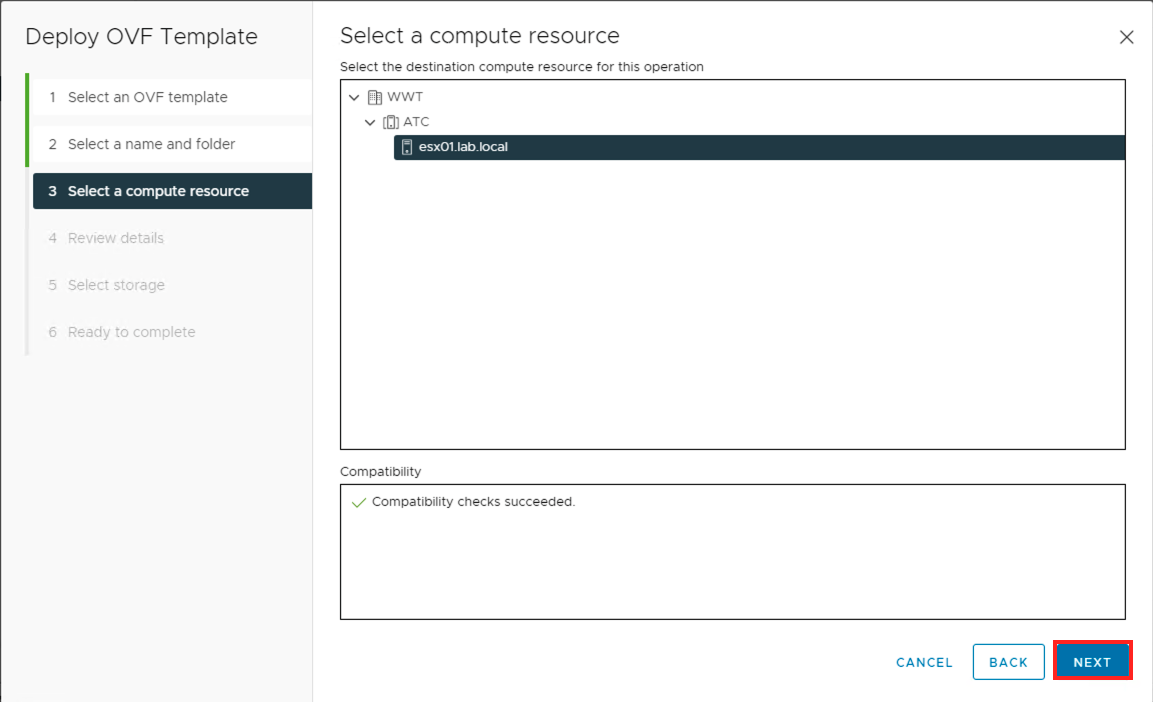 Deploy OVF Template
1 Select an OVF template
2 Select a name and folder
3 Select a compute resource
4 Review details
5 Select storage
6 Ready to complete
Select a compute resource
Select the destination compute resource for this operation
WWT
ATC
esx01.lab.local
Compatibility
Compatibility checks succeeded.
CANCEL
BACK
NEXT